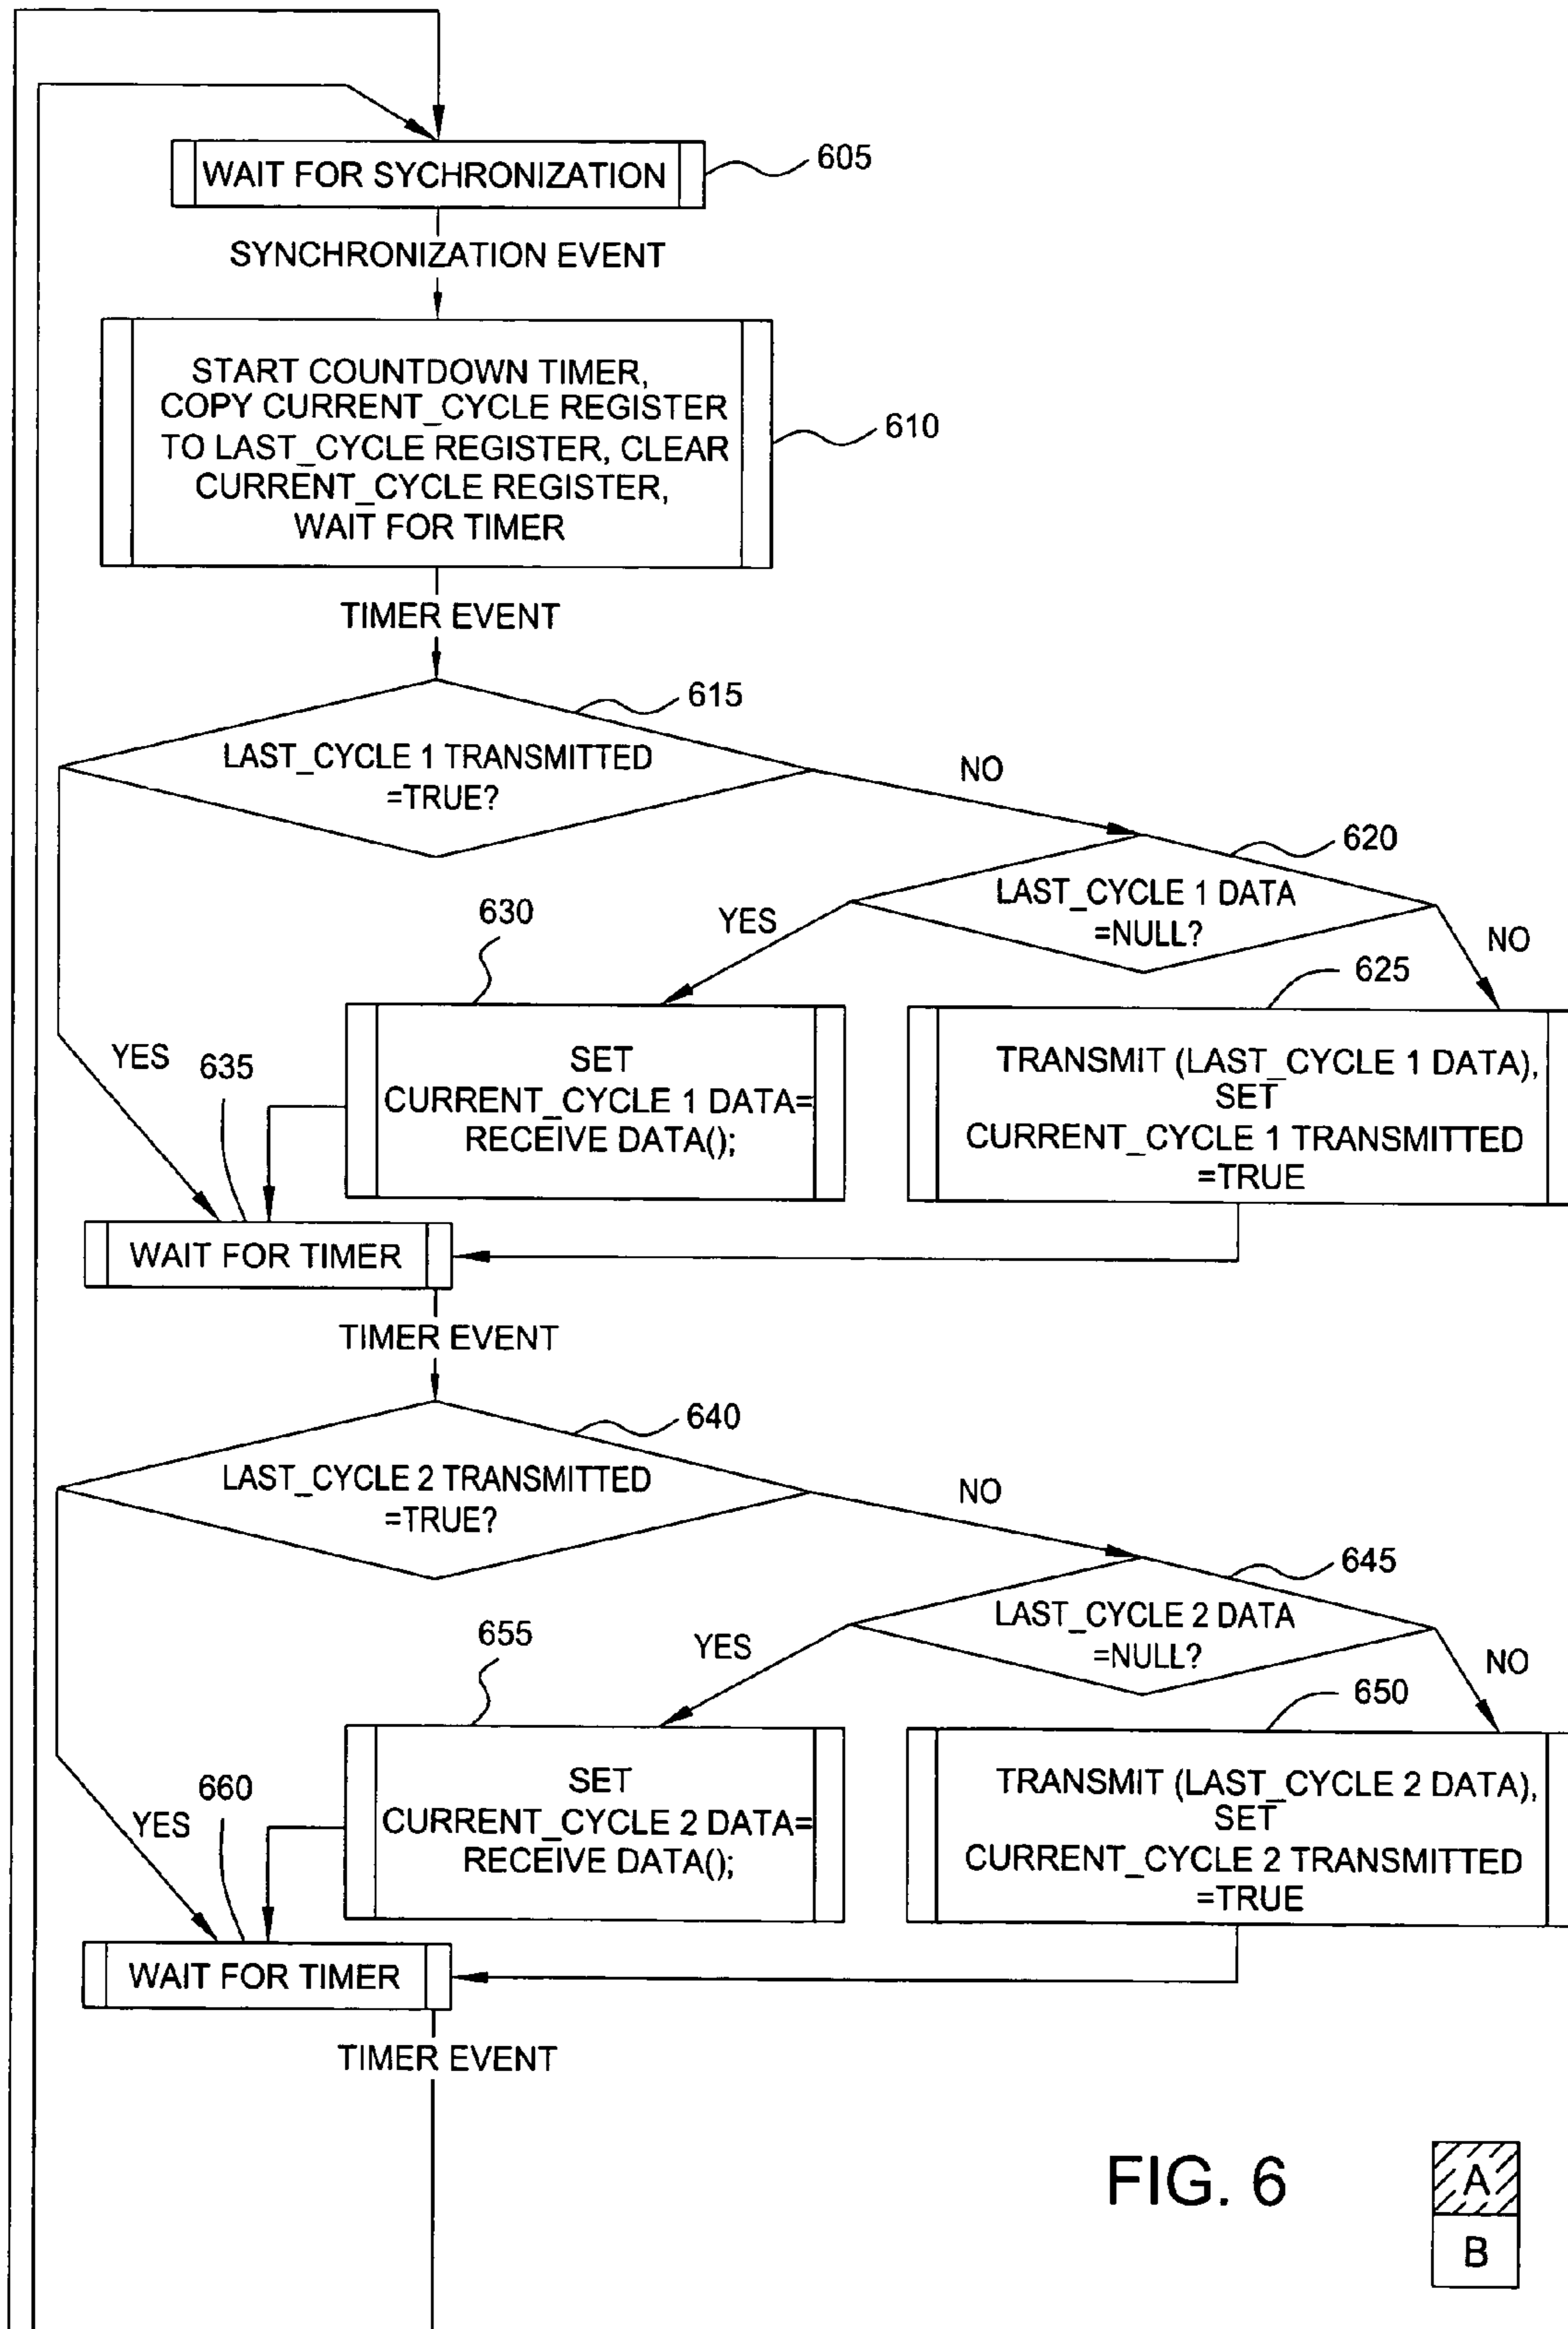 WAIT FOR SYCHRONIZATION
605
SYNCHRONIZATION EVENT
START COUNTDOWN TIMER,
COPY CURRENT_CYCLE REGISTER
TO LAST_CYCLE REGISTER, CLEAR
CURRENT_CYCLE REGISTER,
WAIT FOR TIMER
610
TIMER EVENT
615
LAST_CYCLE 1 TRANSMITTED
=TRUE?
NO
620
LAST_CYCLE 1 DATA
=NULL?
YES
NO
630
625
SET
CURRENT_CYCLE 1 DATA=
RECEIVE DATA();
TRANSMIT (LAST_CYCLE 1 DATA),
SET
CURRENT_CYCLE 1 TRANSMITTED
=TRUE
YES
635
WAIT FOR TIMER
TIMER EVENT
640
LAST_CYCLE 2 TRANSMITTED
=TRUE?
NO
645
LAST_CYCLE 2 DATA
=NULL?
YES
NO
655
650
SET
CURRENT_CYCLE 2 DATA=
RECEIVE DATA();
TRANSMIT (LAST_CYCLE 2 DATA),
SET
CURRENT_CYCLE 2 TRANSMITTED
=TRUE
660
YES
WAIT FOR TIMER
TIMER EVENT
FIG. 6
A
B